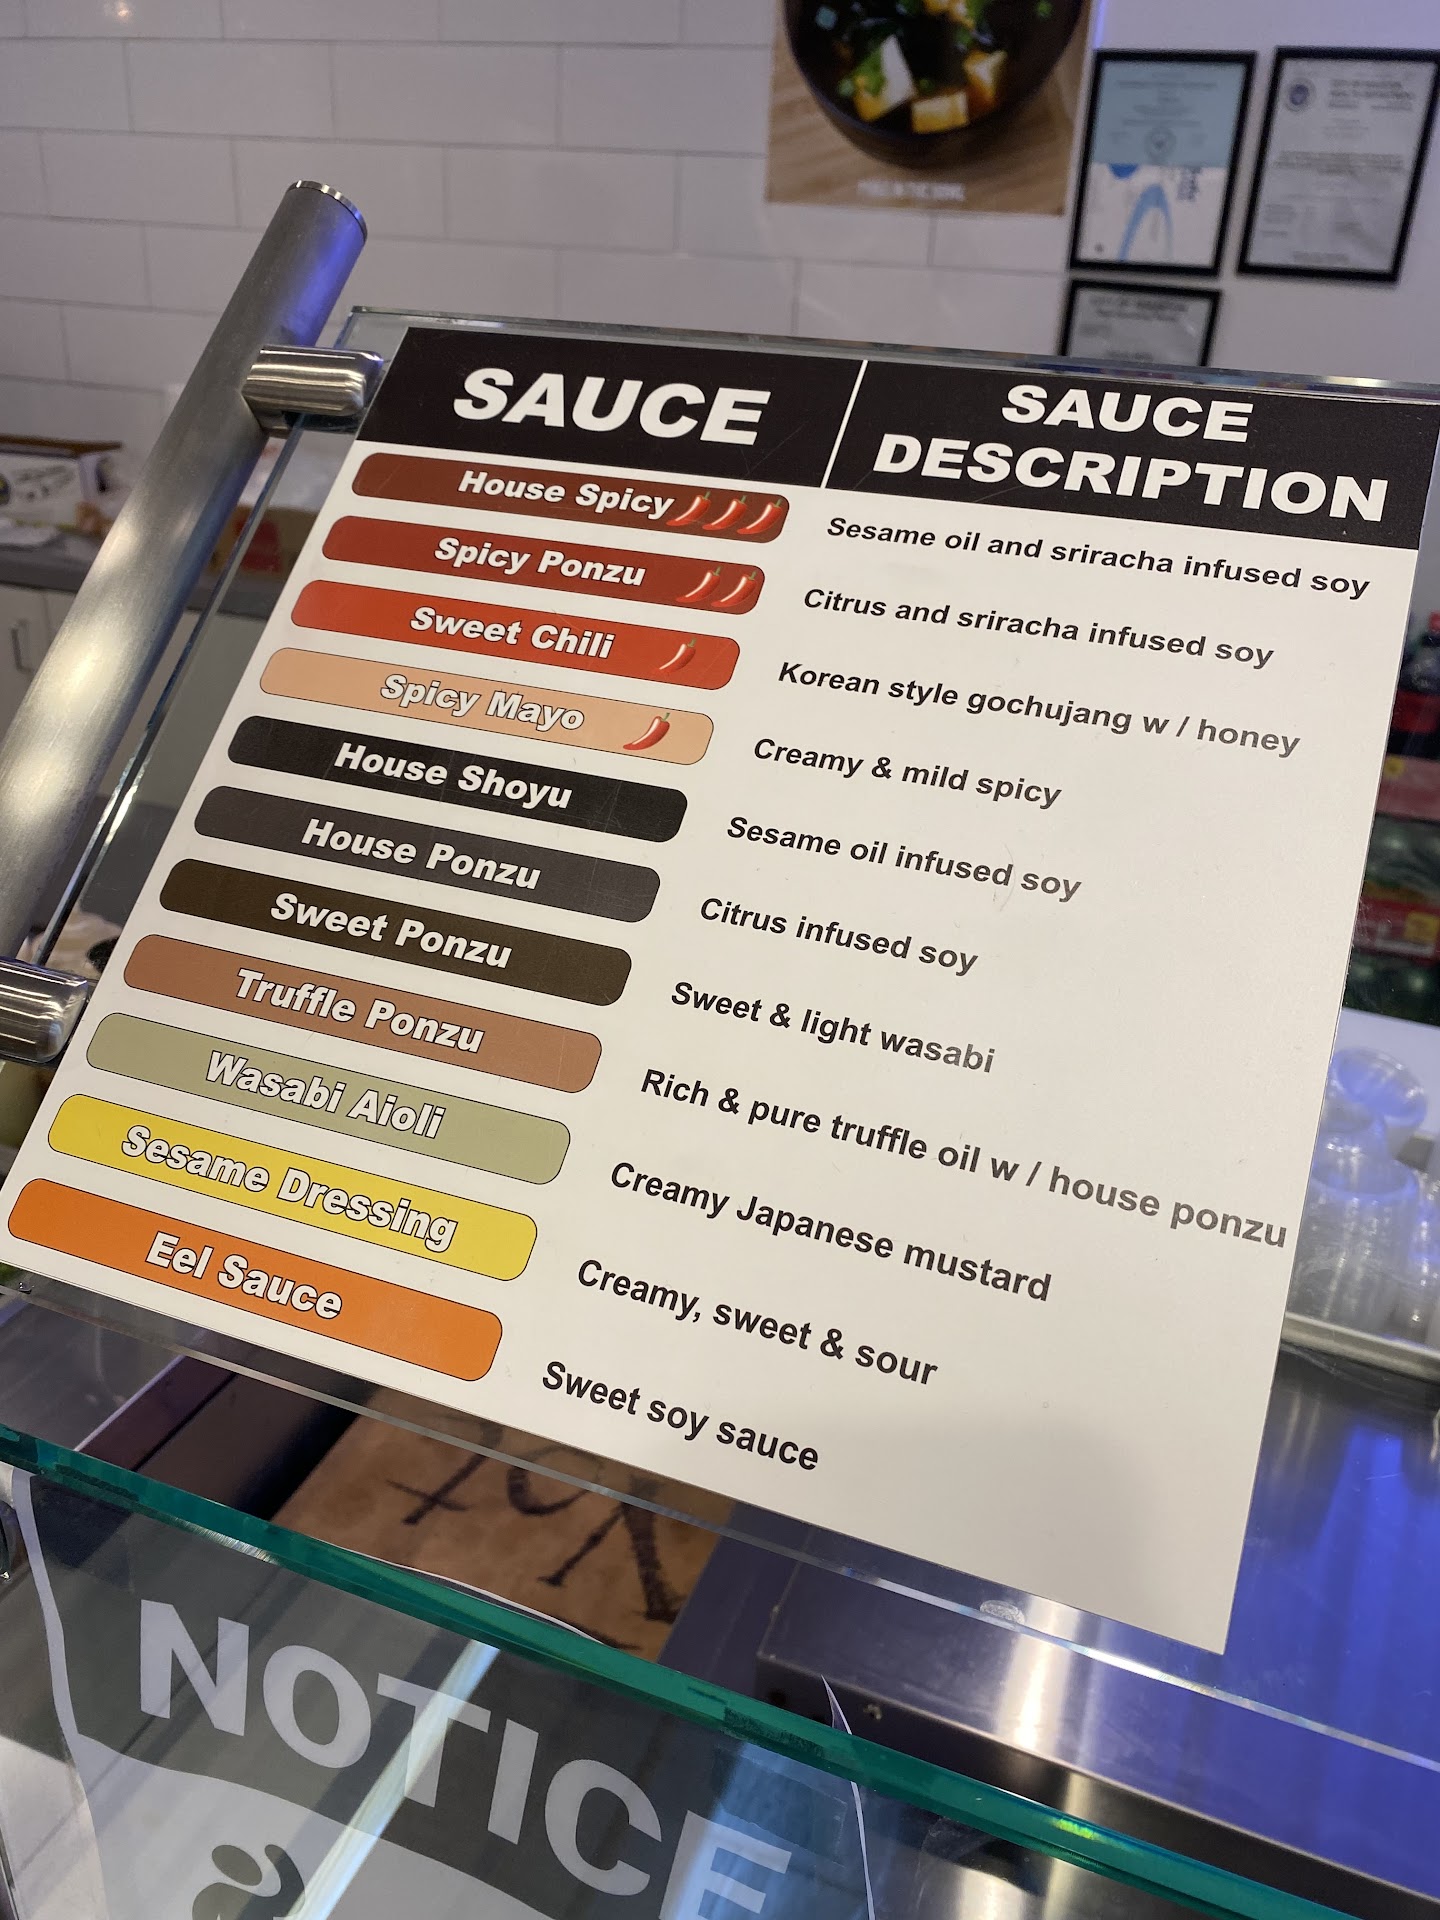 SAUCE
SAUCE
DESCRIPTION
House Spicy
Sesame oil and sriracha infused soy
Spicy Ponzu
Citrus and sriracha infused soy
Sweet Chili
Korean style gochujang w / honey
Spicy Mayo
Creamy & mild spicy
House Shoyu
Sesame oil infused soy
House Ponzu
Citrus infused soy
Sweet Ponzu
Sweet & light wasabi
Truffle Ponzu
Rich & pure truffle oil w / house ponzu
Wasabi Aioli
Creamy Japanese mustard
Sesame Dressing
Creamy, sweet & sour
Eel Sauce
Sweet soy sauce
NOTICE